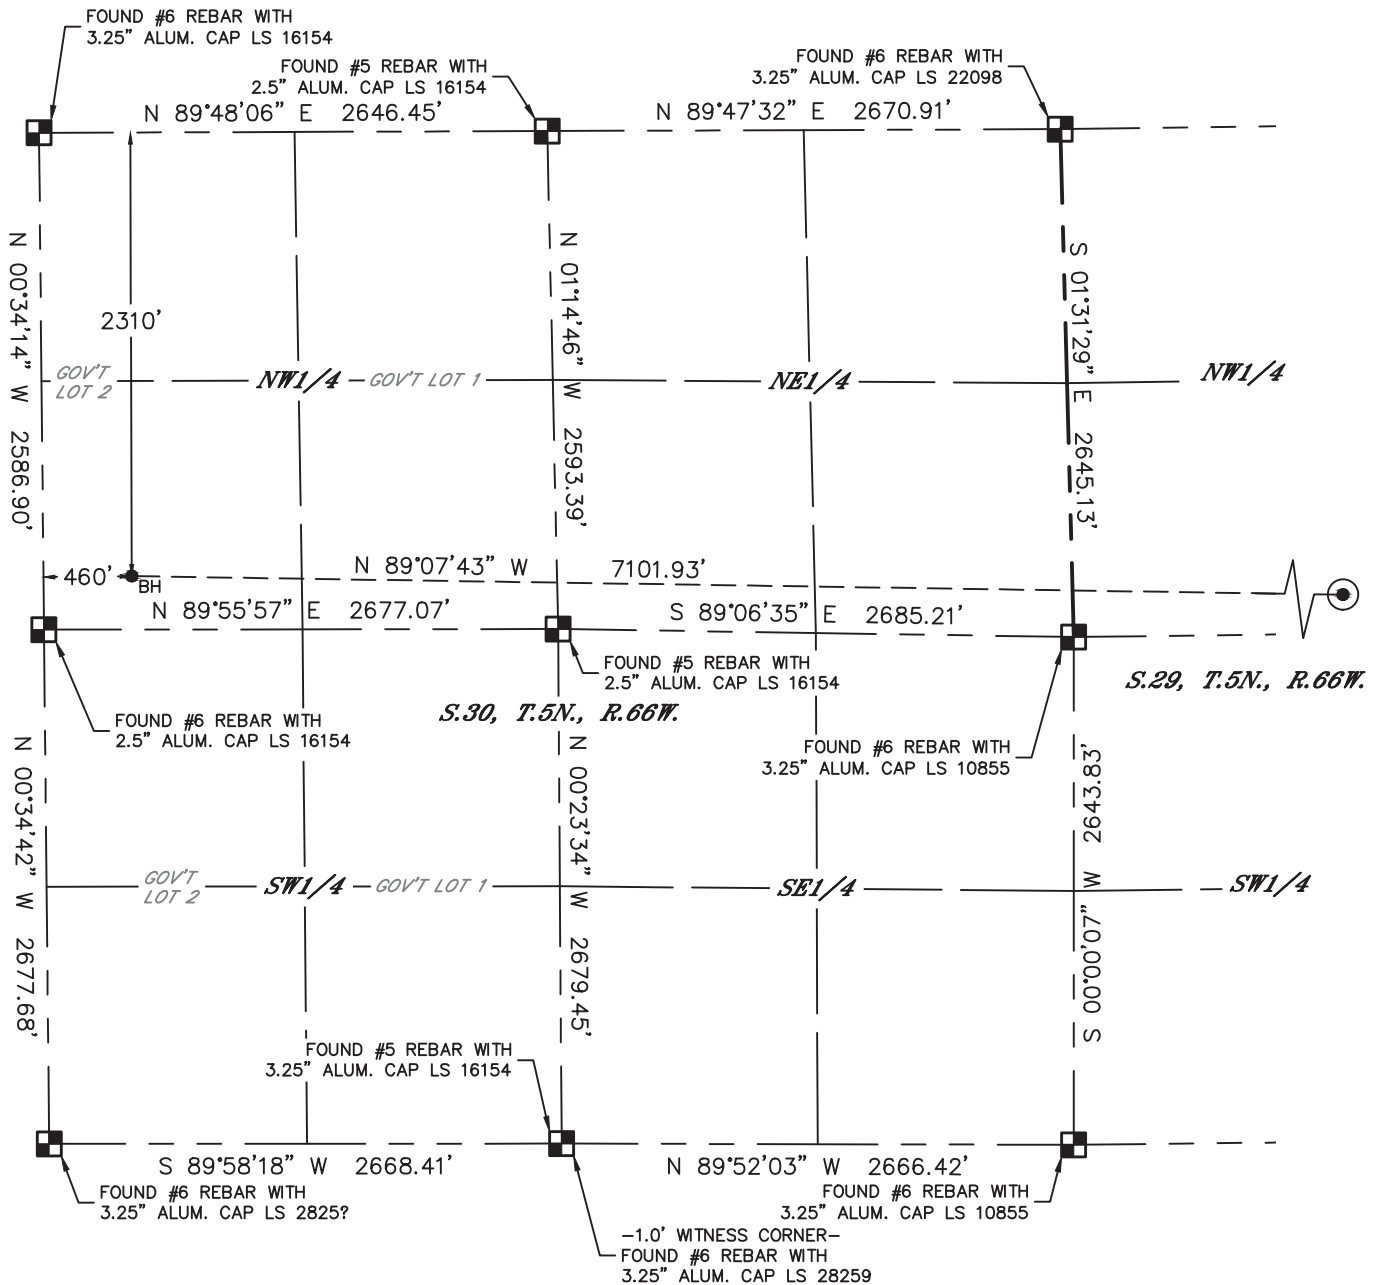 FOUND #6 REBAR WITH
3.25" ALUM. CAP LS 16154
FOUND #5 REBAR WITH
2.5" ALUM. CAP LS 16154
FOUND #6 REBAR WITH
3.25" ALUM. CAP LS 22098
N 89°48'06" E 2646.45'
N 89°47'32" E 2670.91'
N 00°34'14" W 2586.90'
2310'
N 01°14'46" W 2593.39'
S 01°31'29" E 2645.13'
GOV'T
LOT 2
NW1/4
GOV'T LOT 1
NE1/4
NW1/4
460'
BH
N 89°07'43" W 7101.93'
N 89°55'57" E 2677.07'
S 89°06'35" E 2685.21'
FOUND #5 REBAR WITH
2.5" ALUM. CAP LS 16154
S.29, T.5N., R.66W.
S.30, T.5N., R.66W.
FOUND #6 REBAR WITH
2.5" ALUM. CAP LS 16154
FOUND #6 REBAR WITH
3.25" ALUM. CAP LS 10855
N 00°34'42" W 2677.68'
N 00°23'34" W 2679.45'
S 00°00'07" W 2643.83'
GOV'T
LOT 2
SW1/4
GOV'T LOT 1
SE1/4
SW1/4
FOUND #5 REBAR WITH
3.25" ALUM. CAP LS 16154
S 89°58'18" W 2668.41'
N 89°52'03" W 2666.42'
FOUND #6 REBAR WITH
3.25" ALUM. CAP LS 2825?
FOUND #6 REBAR WITH
3.25" ALUM. CAP LS 10855
-1.0' WITNESS CORNER-
FOUND #6 REBAR WITH
3.25" ALUM. CAP LS 28259